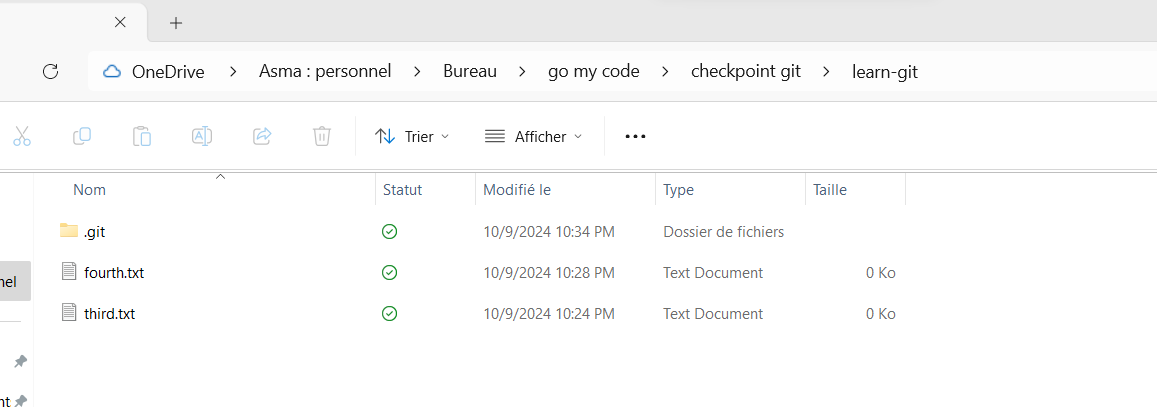 OneDrive > Asma : personnel > Bureau > go my code > checkpoint git > learn-git
Trier Afficher
Nom Statut Modifié le Type Taille
.git 10/9/2024 10:34 PM Dossier de fichiers
nel fourth.txt 10/9/2024 10:28 PM Text Document 0 Ko
third.txt 10/9/2024 10:24 PM Text Document 0 Ko
nt